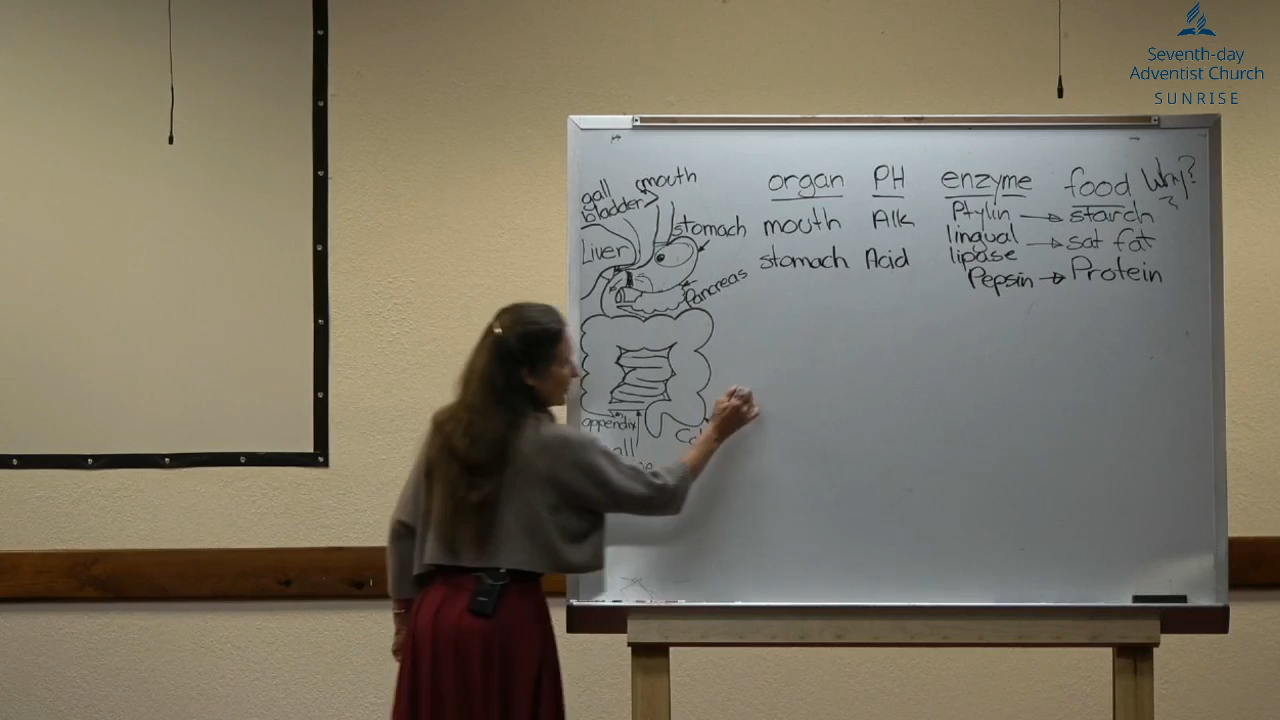 Seventh-day
Adventist Church
SUNRISE
organ PH enzyme food Why?
mouth Alk Ptylin → starch
lingual
lipase → sat fat
stomach Acid Pepsin → Protein
mouth
gall
bladder
stomach
Liver
Pancreas
appendix